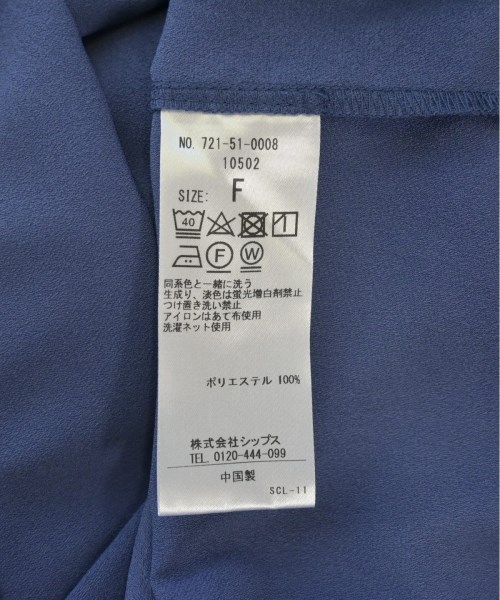 NO. 721-51-0008
10502
SIZE: F
40
F W
同系色と一緒に洗う
生成り、淡色は蛍光増白剤禁止
つけ置き洗い禁止
アイロンはあて布使用
洗濯ネット使用
ポリエステル 100%
株式会社シップス
TEL. 0120-444-099
中国製
SCL-11